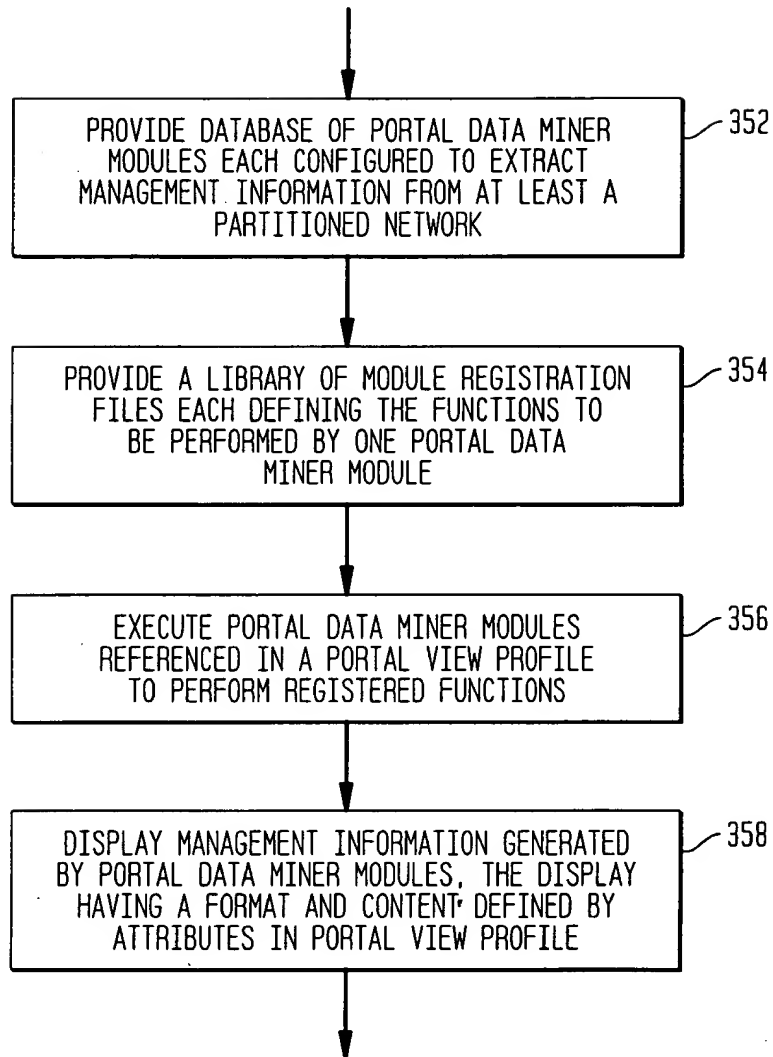 PROVIDE DATABASE OF PORTAL DATA MINER
MODULES EACH CONFIGURED TO EXTRACT
MANAGEMENT INFORMATION FROM AT LEAST A
PARTITIONED NETWORK
352
PROVIDE A LIBRARY OF MODULE REGISTRATION
FILES EACH DEFINING THE FUNCTIONS TO
BE PERFORMED BY ONE PORTAL DATA
MINER MODULE
354
EXECUTE PORTAL DATA MINER MODULES
REFERENCED IN A PORTAL VIEW PROFILE
TO PERFORM REGISTERED FUNCTIONS
356
DISPLAY MANAGEMENT INFORMATION GENERATED
BY PORTAL DATA MINER MODULES, THE DISPLAY
HAVING A FORMAT AND CONTENT DEFINED BY
ATTRIBUTES IN PORTAL VIEW PROFILE
358